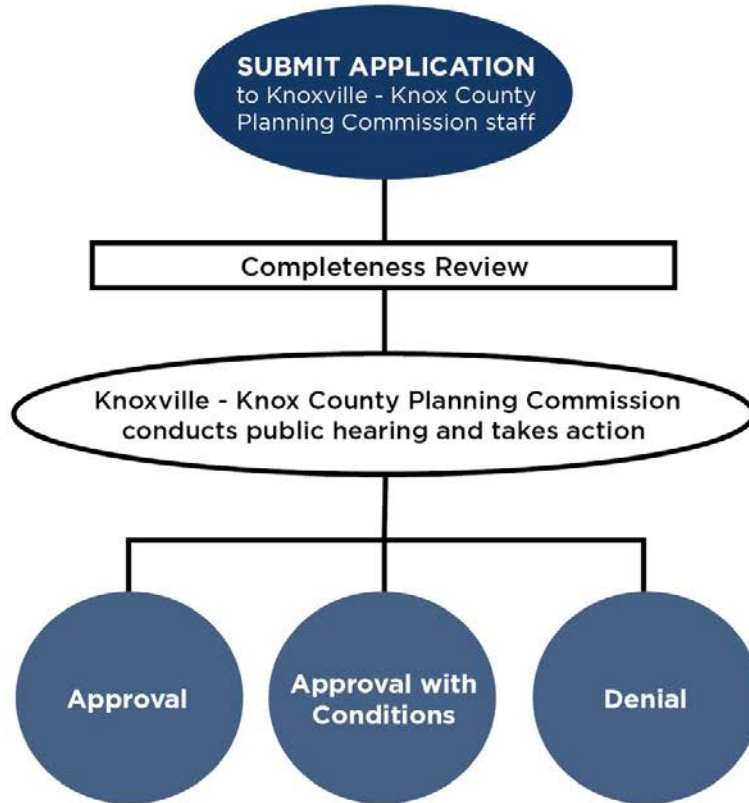 SUBMIT APPLICATION
to Knoxville - Knox County
Planning Commission staff
Completeness Review
Knoxville - Knox County Planning Commission
conducts public hearing and takes action
Approval
Approval with
Conditions
Denial